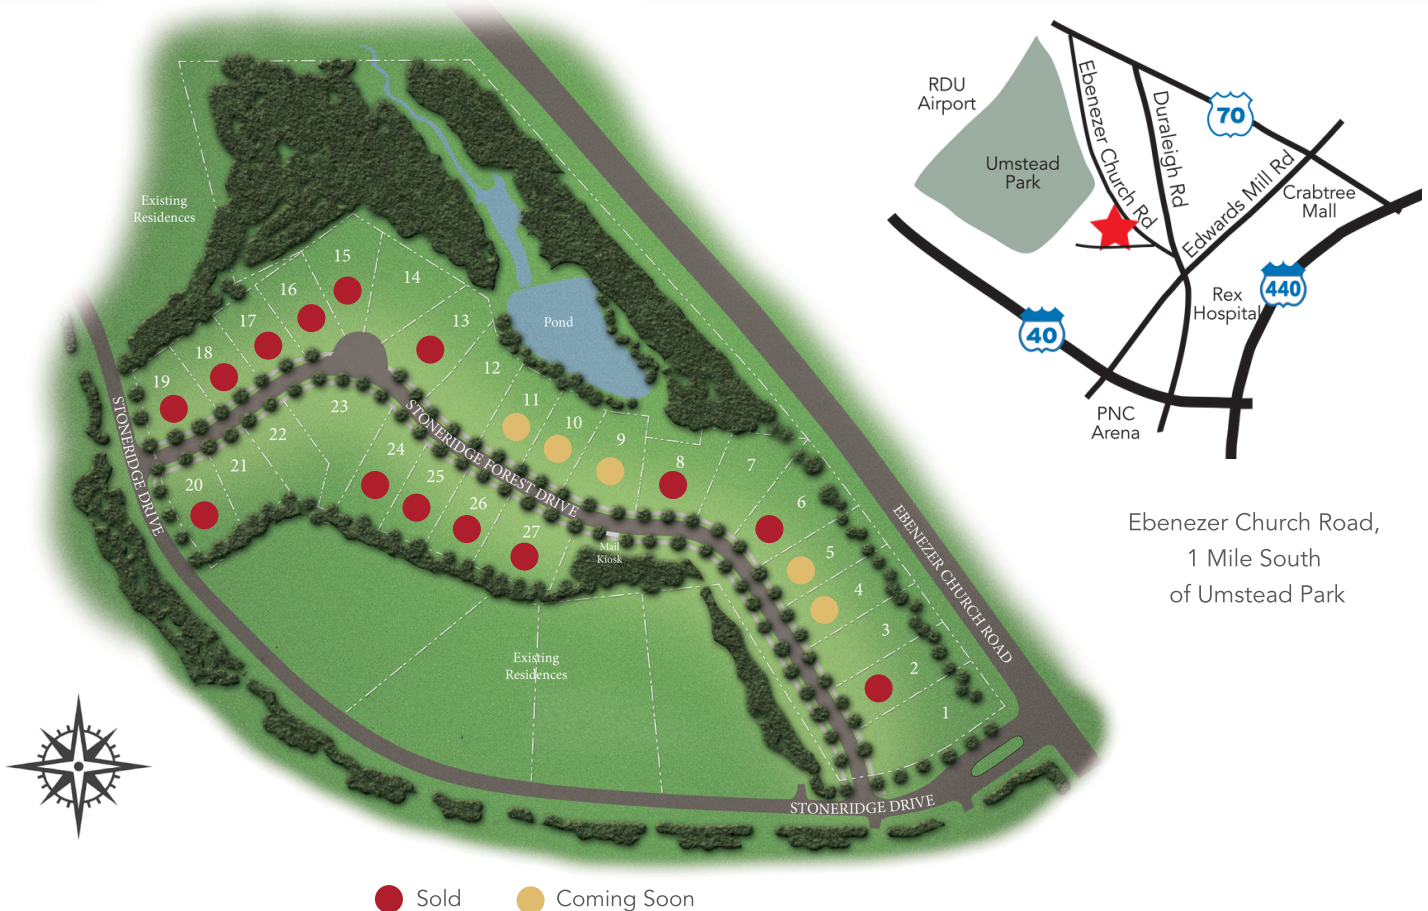 RDU
Airport
Umstead
Park
Ebenezer Church Rd
Duraleigh Rd
70
Edwards Mill Rd
Crabtree
Mall
Rex
Hospital
440
40
PNC
Arena
Ebenezer Church Road,
1 Mile South
of Umstead Park
Existing
Residences
15
14
16
13
17
18
12
19
11
10
9
8
7
6
5
4
3
2
1
Pond
23
22
21
20
24
25
26
27
STONERIDGE FOREST DRIVE
Mail
Kiosk
STONERIDGE DRIVE
EBENEZER CHURCH ROAD
Existing
Residences
STONERIDGE DRIVE
Sold
Coming Soon